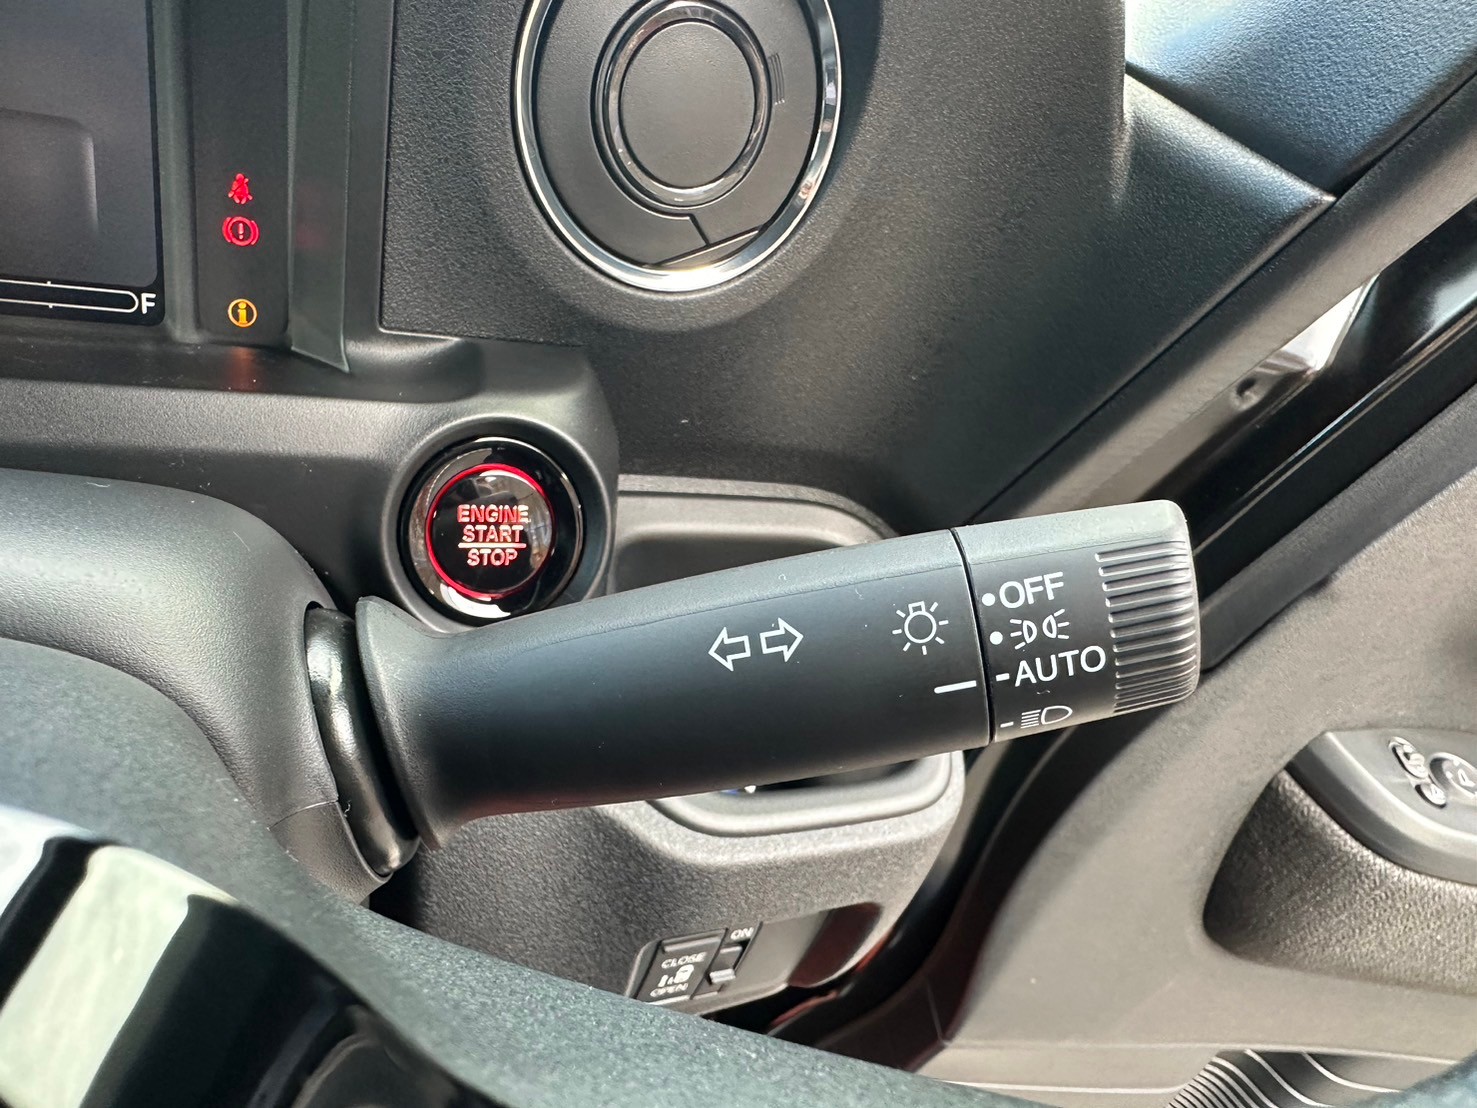 F
ENGINE
START
STOP
OFF
AUTO
ON
CLOSE
OPEN